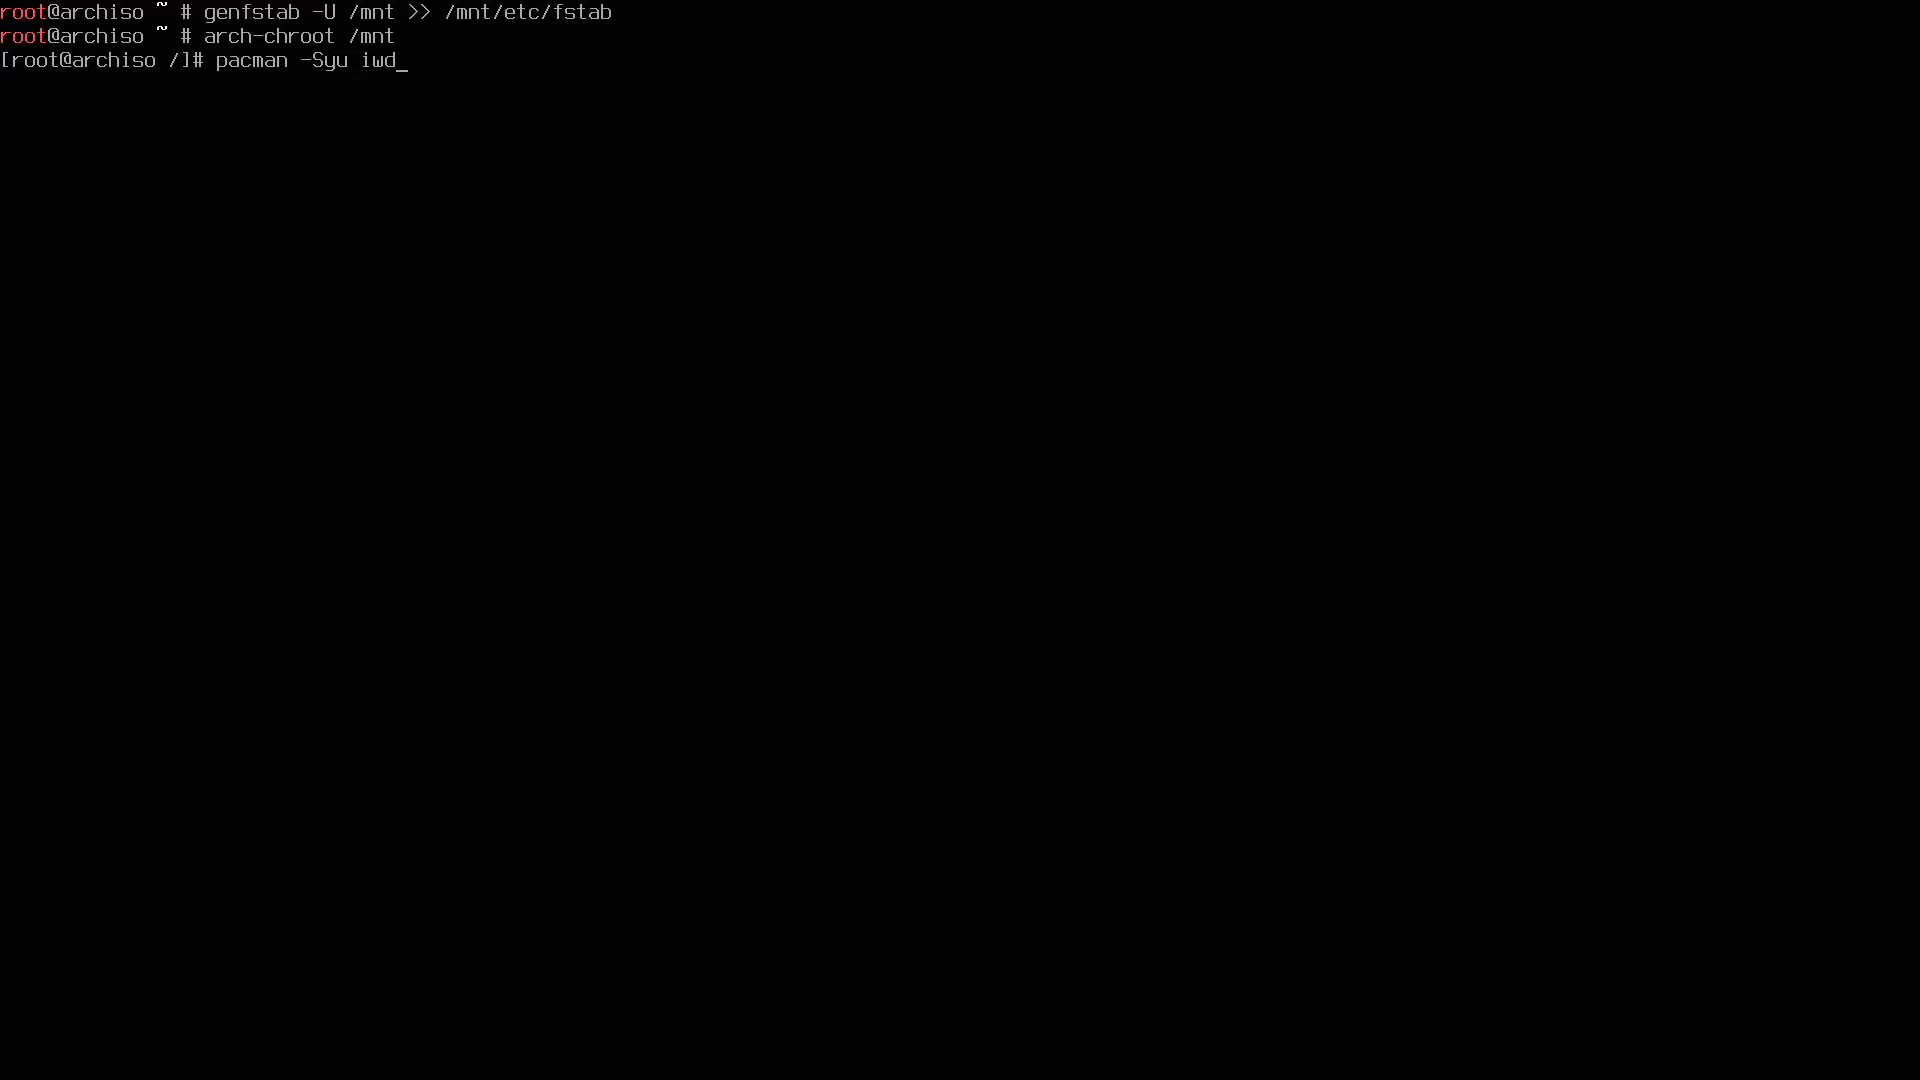 root@archiso ~ # genfstab -U /mnt >> /mnt/etc/fstab
root@archiso ~ # arch-chroot /mnt
[root@archiso /]# pacman -Syu iwd_